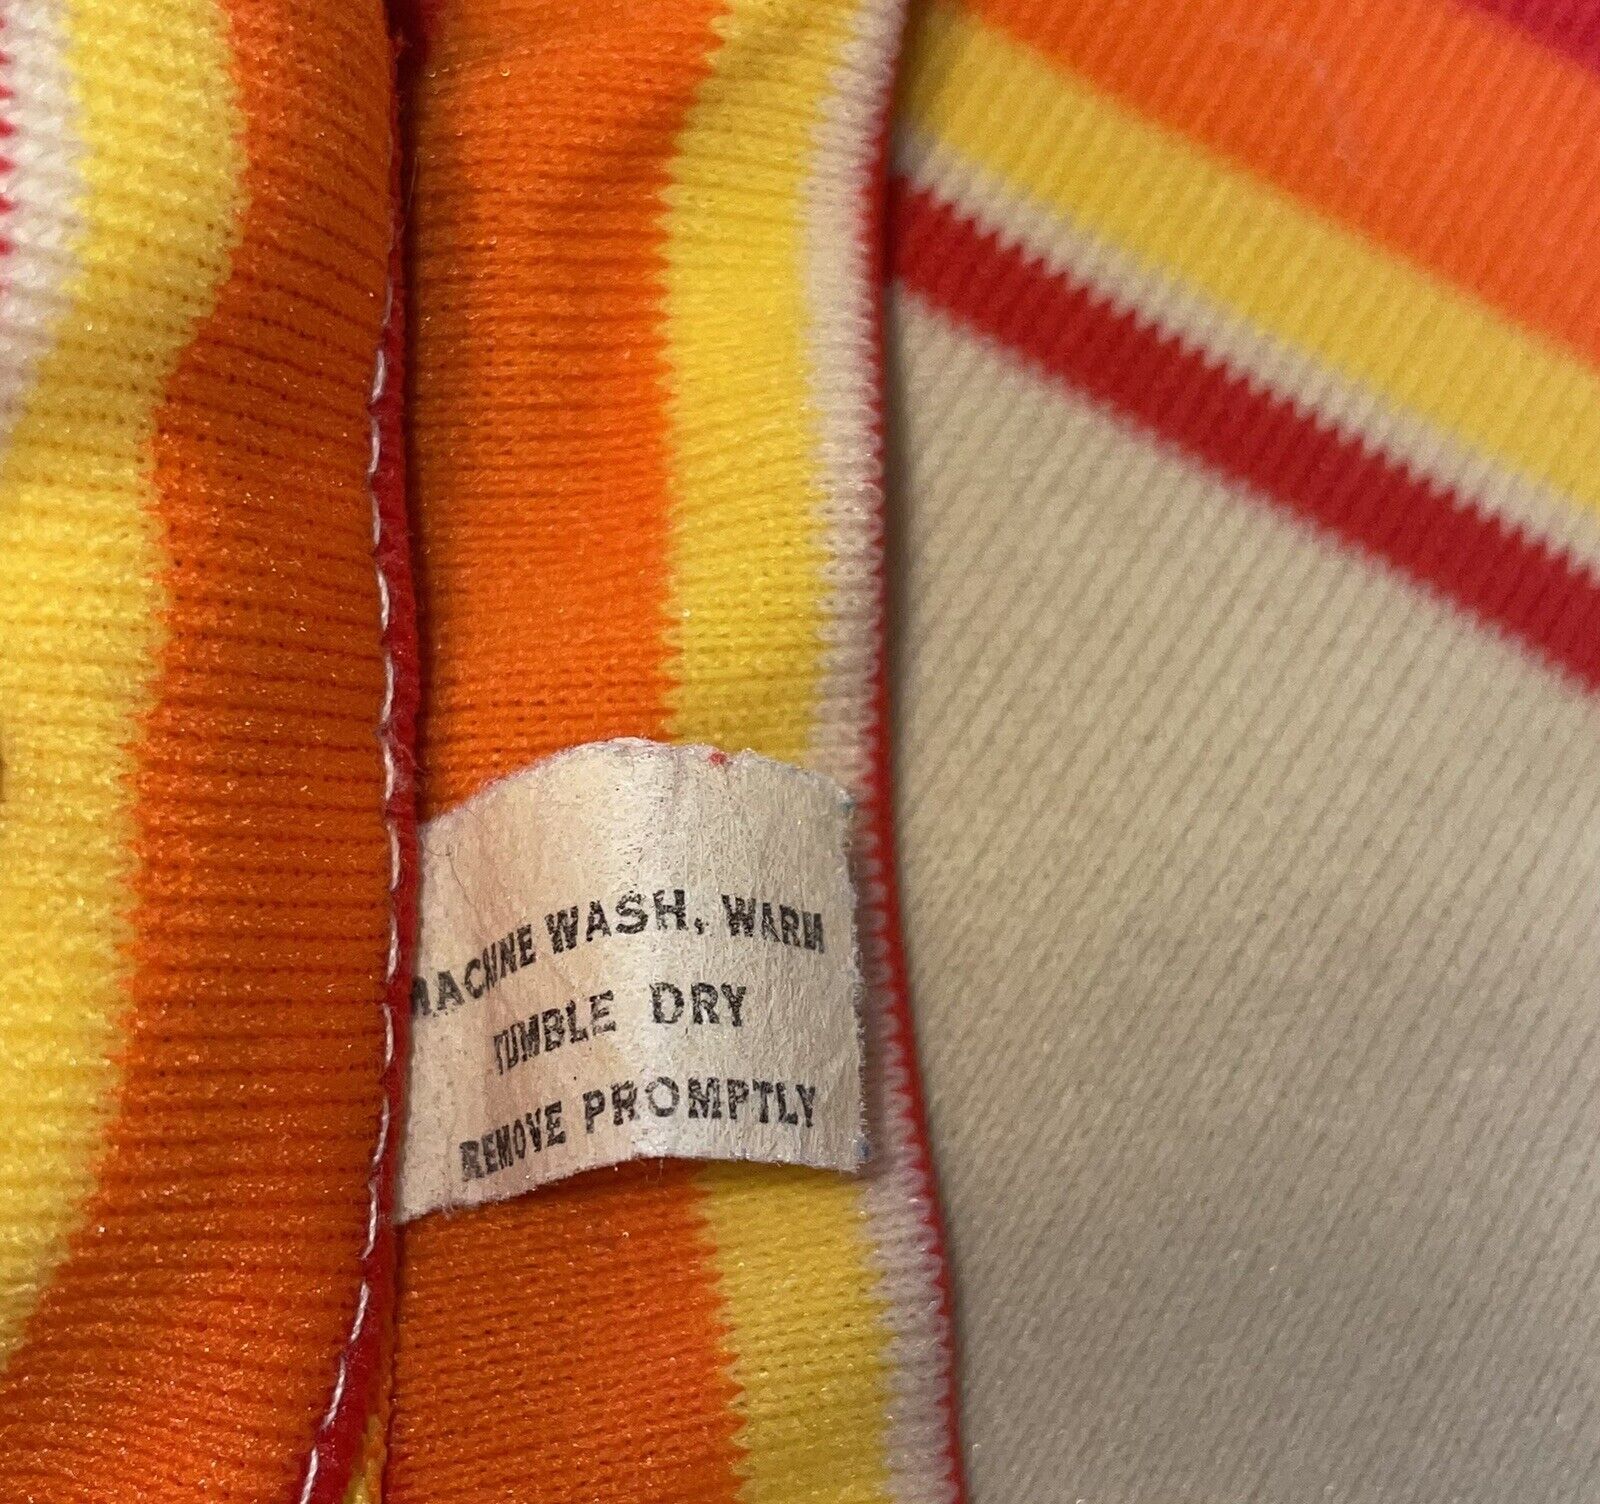 MACHINE WASH, WARM
TUMBLE DRY
REMOVE PROMPTLY